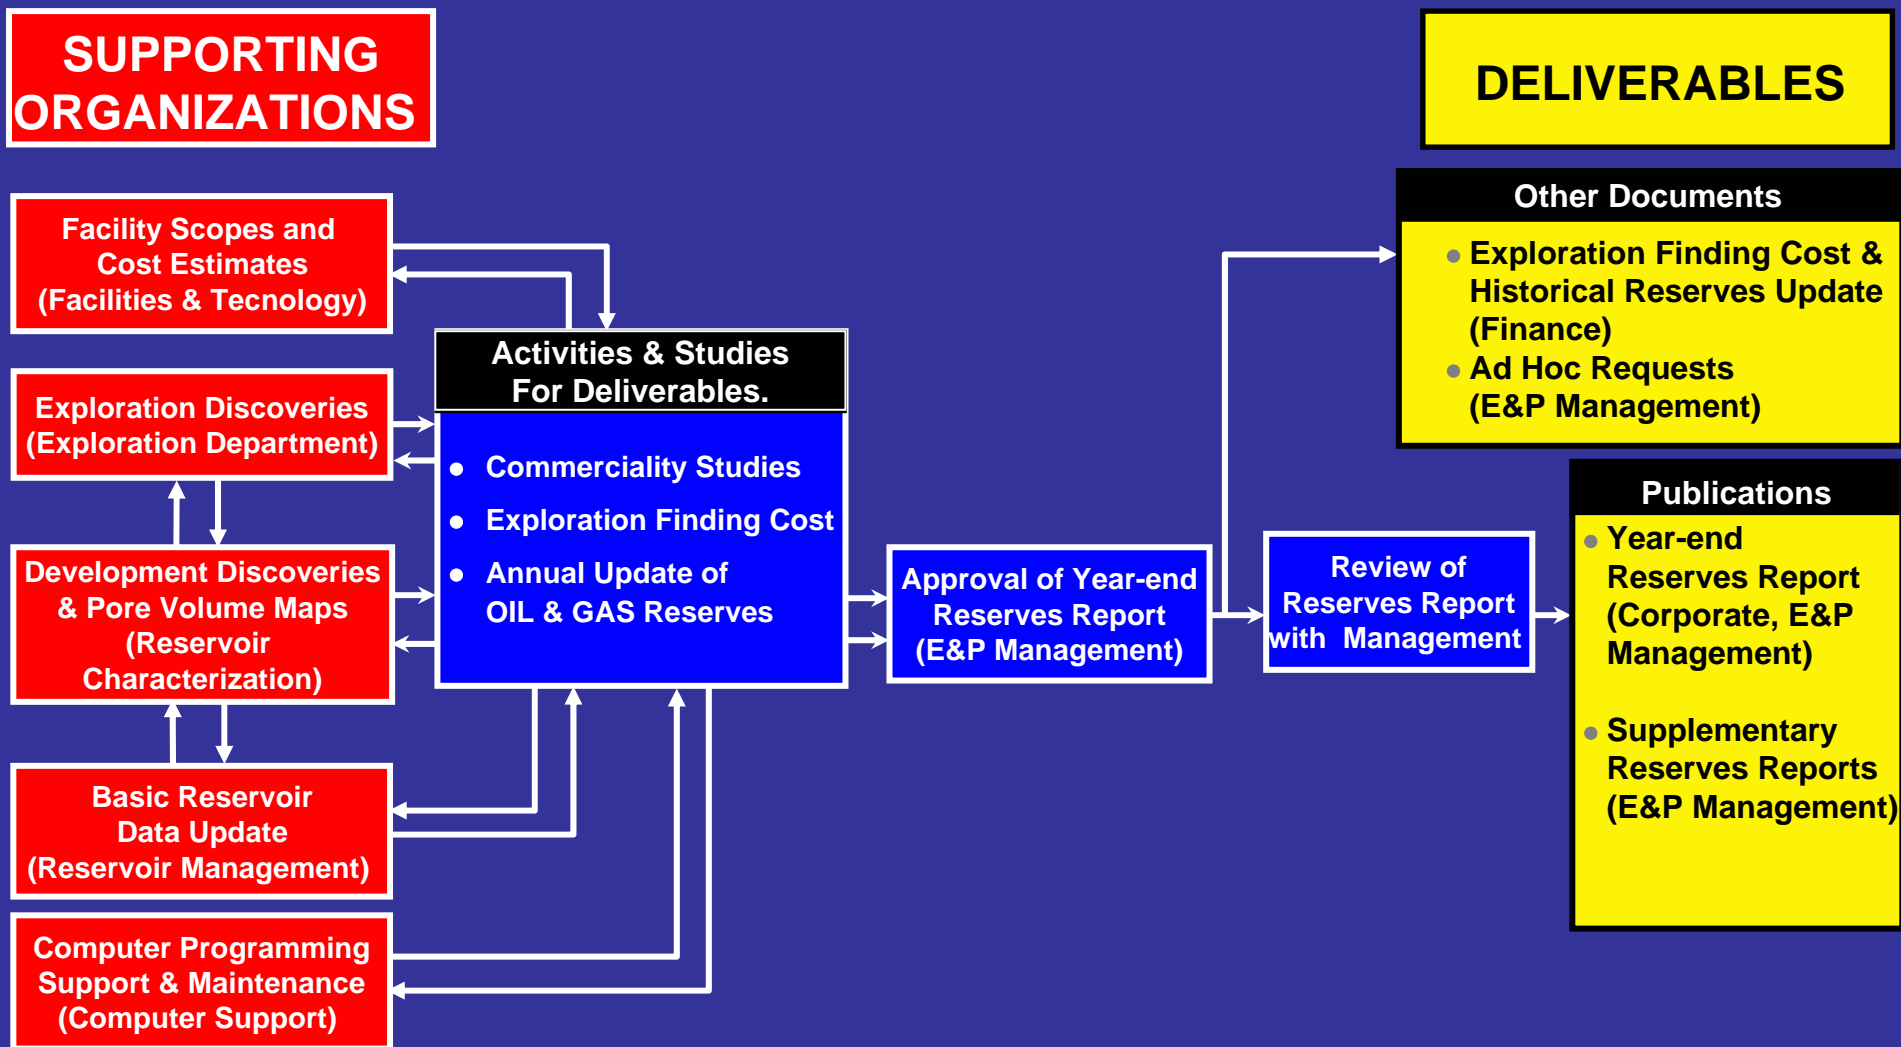 SUPPORTING
ORGANIZATIONS
DELIVERABLES
Facility Scopes and
Cost Estimates
(Facilities & Tecnology)
Exploration Discoveries
(Exploration Department)
Development Discoveries
& Pore Volume Maps
(Reservoir
Characterization)
Basic Reservoir
Data Update
(Reservoir Management)
Computer Programming
Support & Maintenance
(Computer Support)
Activities & Studies
For Deliverables.
● Commerciality Studies
● Exploration Finding Cost
● Annual Update of
OIL & GAS Reserves
Approval of Year-end
Reserves Report
(E&P Management)
Review of
Reserves Report
with Management
Other Documents
● Exploration Finding Cost &
Historical Reserves Update
(Finance)
● Ad Hoc Requests
(E&P Management)
Publications
● Year-end
Reserves Report
(Corporate, E&P
Management)
● Supplementary
Reserves Reports
(E&P Management)